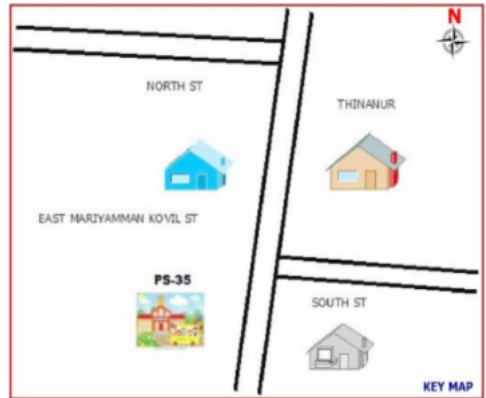 N
NORTH ST
THINANUR
EAST MARIYAMMAN KOVIL ST
PS-35
SOUTH ST
KEY MAP